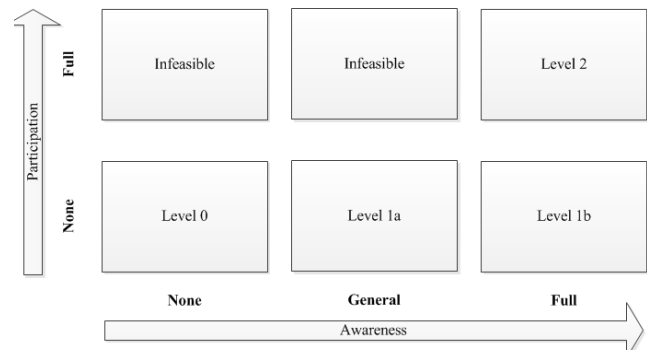 Participation
Full
Infeasible
Infeasible
Level 2
None
Level 0
Level 1a
Level 1b
None
General
Full
Awareness